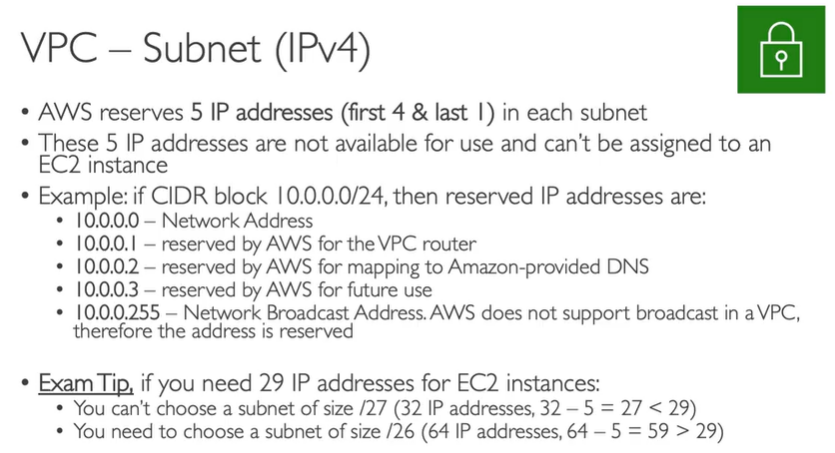 VPC – Subnet (IPv4)
• AWS reserves 5 IP addresses (first 4 & last 1) in each subnet
• These 5 IP addresses are not available for use and can't be assigned to an
EC2 instance
• Example: if CIDR block 10.0.0.0/24, then reserved IP addresses are:
• 10.0.0.0 – Network Address
• 10.0.0.1 – reserved by AWS for the VPC router
• 10.0.0.2 – reserved by AWS for mapping to Amazon-provided DNS
• 10.0.0.3 – reserved by AWS for future use
• 10.0.0.255 – Network Broadcast Address. AWS does not support broadcast in a VPC,
therefore the address is reserved
• Exam Tip, if you need 29 IP addresses for EC2 instances:
• You can't choose a subnet of size /27 (32 IP addresses, 32 – 5 = 27 < 29)
• You need to choose a subnet of size /26 (64 IP addresses, 64 – 5 = 59 > 29)